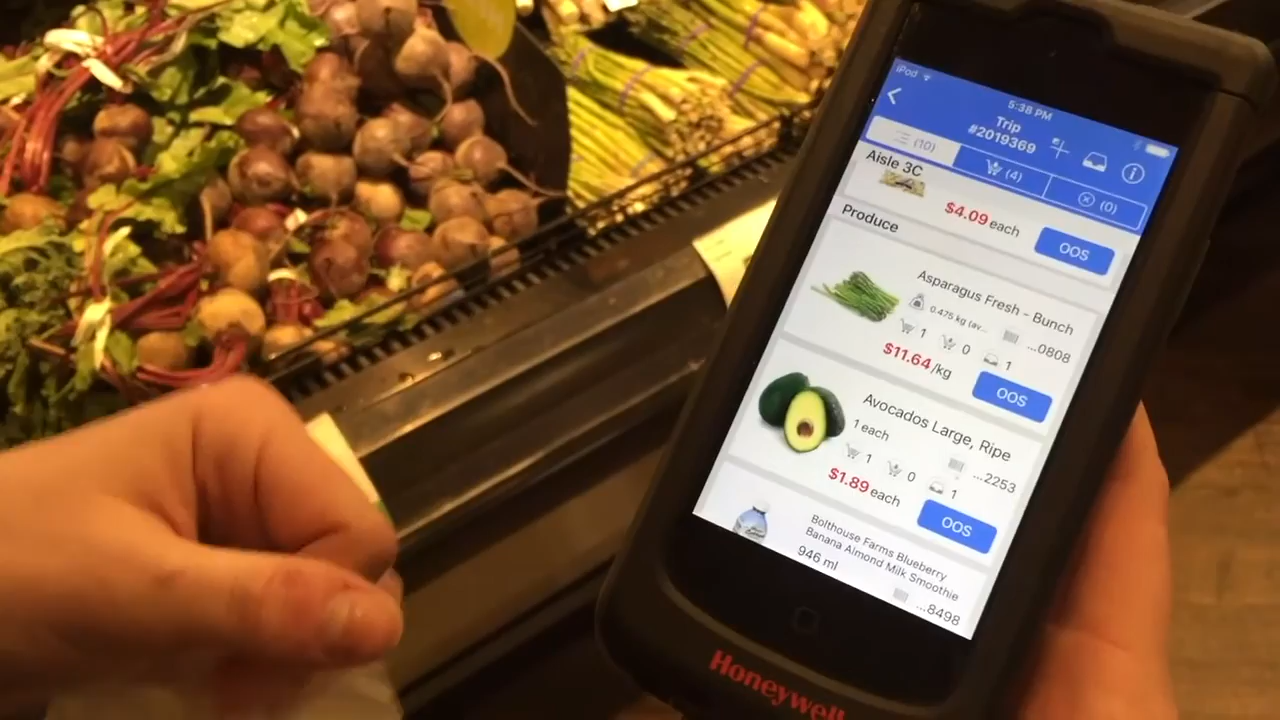 iPod
5:38 PM
Trip
#2019369
(10)
(4)
(0)
Aisle 3C
$4.09 each
OOS
Produce
Asparagus Fresh - Bunch
0.475 kg (av...
...0808
1
0
1
$11.64/kg
OOS
Avocados Large, Ripe
1 each
...2253
1
0
1
$1.89 each
OOS
Bolthouse Farms Blueberry
Banana Almond Milk Smoothie
946 ml
...8498
Honeywell